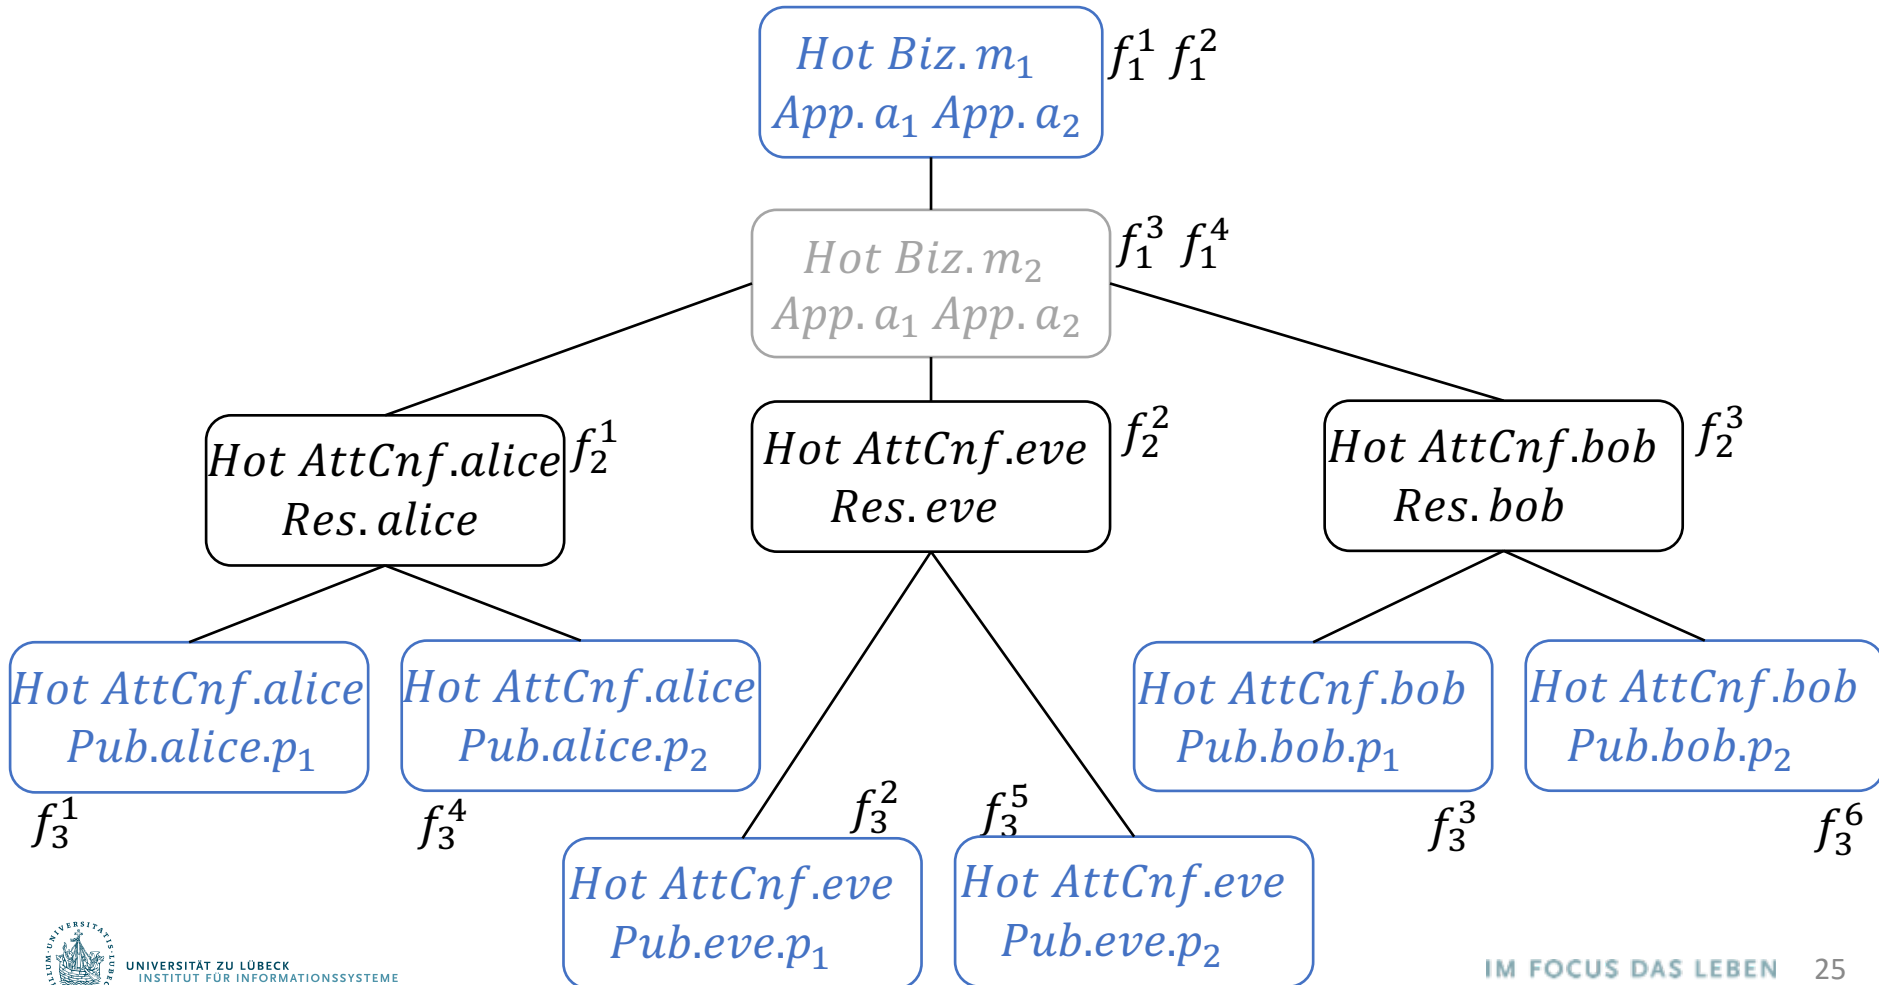 Hot Biz.m₁
App.a₁ App.a₂
f₁¹ f₁²
Hot Biz.m₂
App.a₁ App.a₂
f₁³ f₁⁴
Hot AttCnf.alice
Res.alice
f₂¹
Hot AttCnf.eve
Res.eve
f₂²
Hot AttCnf.bob
Res.bob
f₂³
Hot AttCnf.alice
Pub.alice.p₁
f₃¹
Hot AttCnf.alice
Pub.alice.p₂
f₃⁴
Hot AttCnf.eve
Pub.eve.p₁
f₃²
Hot AttCnf.eve
Pub.eve.p₂
f₃⁵
Hot AttCnf.bob
Pub.bob.p₁
f₃³
Hot AttCnf.bob
Pub.bob.p₂
f₃⁶
UNIVERSITÄT ZU LÜBECK
INSTITUT FÜR INFORMATIONSSYSTEME
IM FOCUS DAS LEBEN 25